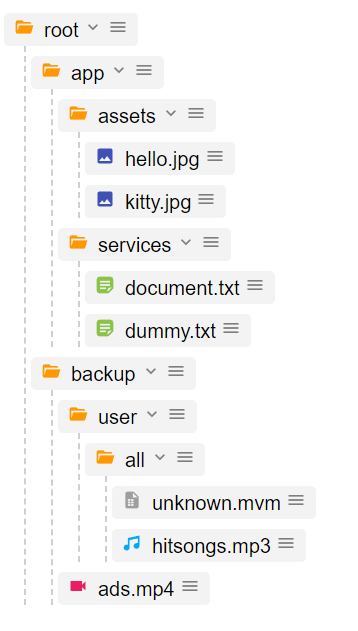 root
app
assets
hello.jpg
kitty.jpg
services
document.txt
dummy.txt
backup
user
all
unknown.mvm
hitsongs.mp3
ads.mp4